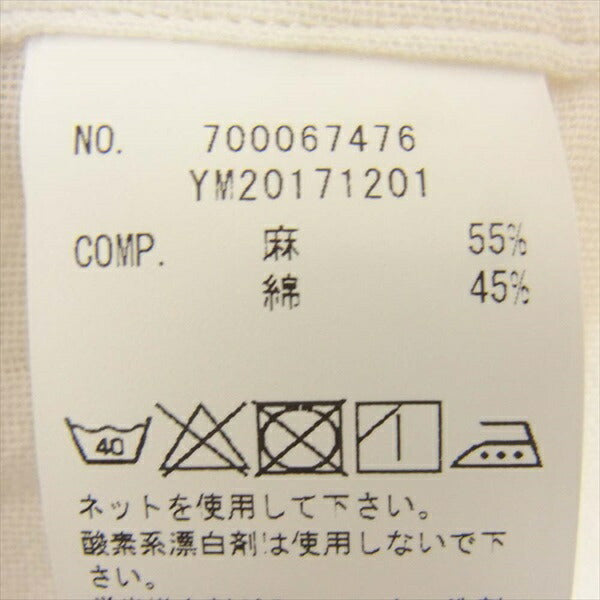 NO. 700067476
YM20171201
COMP. 麻 55%
綿 45%
40
ネットを使用して下さい。
酸素系漂白剤は使用しないで下
さい。